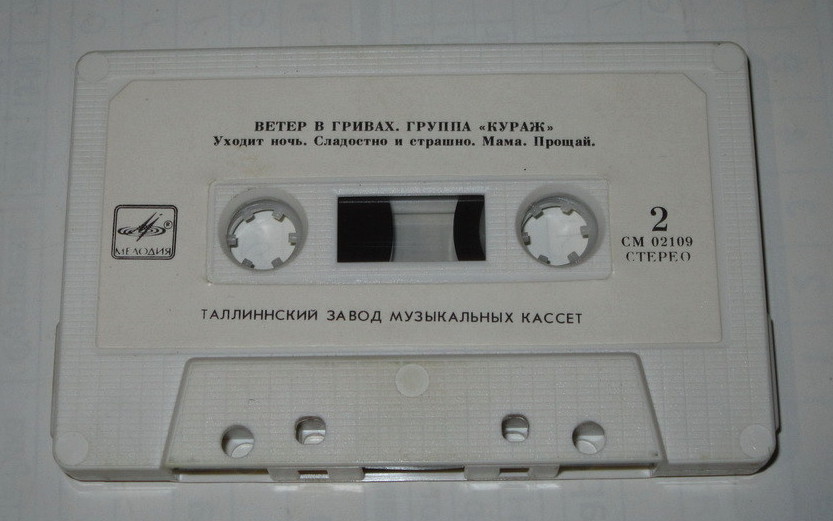 ВЕТЕР В ГРИВАХ. ГРУППА «КУРАЖ»
Уходит ночь. Сладостно и страшно. Мама. Прощай.
®
МЕЛОДИЯ
2
СМ 02109
СТЕРЕО
ТАЛЛИННСКИЙ ЗАВОД МУЗЫКАЛЬНЫХ КАССЕТ